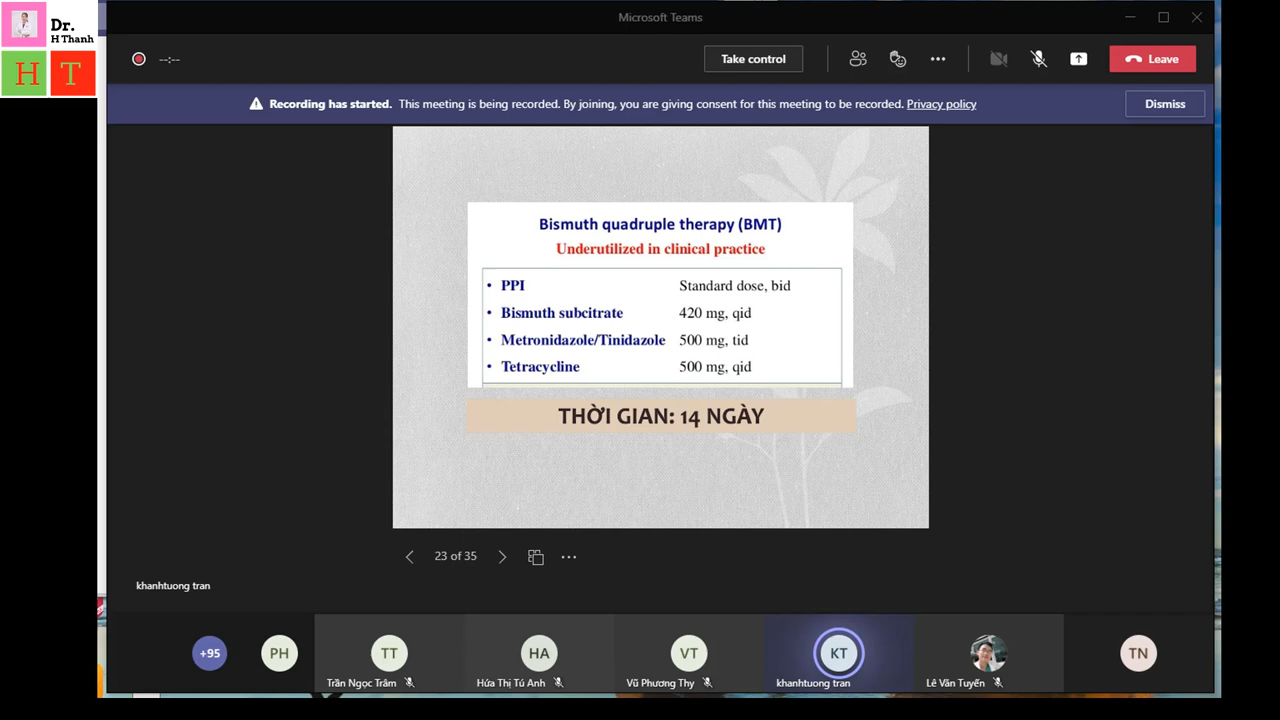 Dr.
H Thanh
H T
Microsoft Teams
--:--
Take control
Leave
Recording has started. This meeting is being recorded. By joining, you are giving consent for this meeting to be recorded. Privacy policy
Dismiss
Bismuth quadruple therapy (BMT)
Underutilized in clinical practice
• PPI Standard dose, bid
• Bismuth subcitrate 420 mg, qid
• Metronidazole/Tinidazole 500 mg, tid
• Tetracycline 500 mg, qid
THỜI GIAN: 14 NGÀY
23 of 35
khanhtuong tran
+95 PH TT HA VT KT TN
Trần Ngọc Trâm Hứa Thị Tú Anh Vũ Phương Thy khanhtuong tran Lê Văn Tuyến